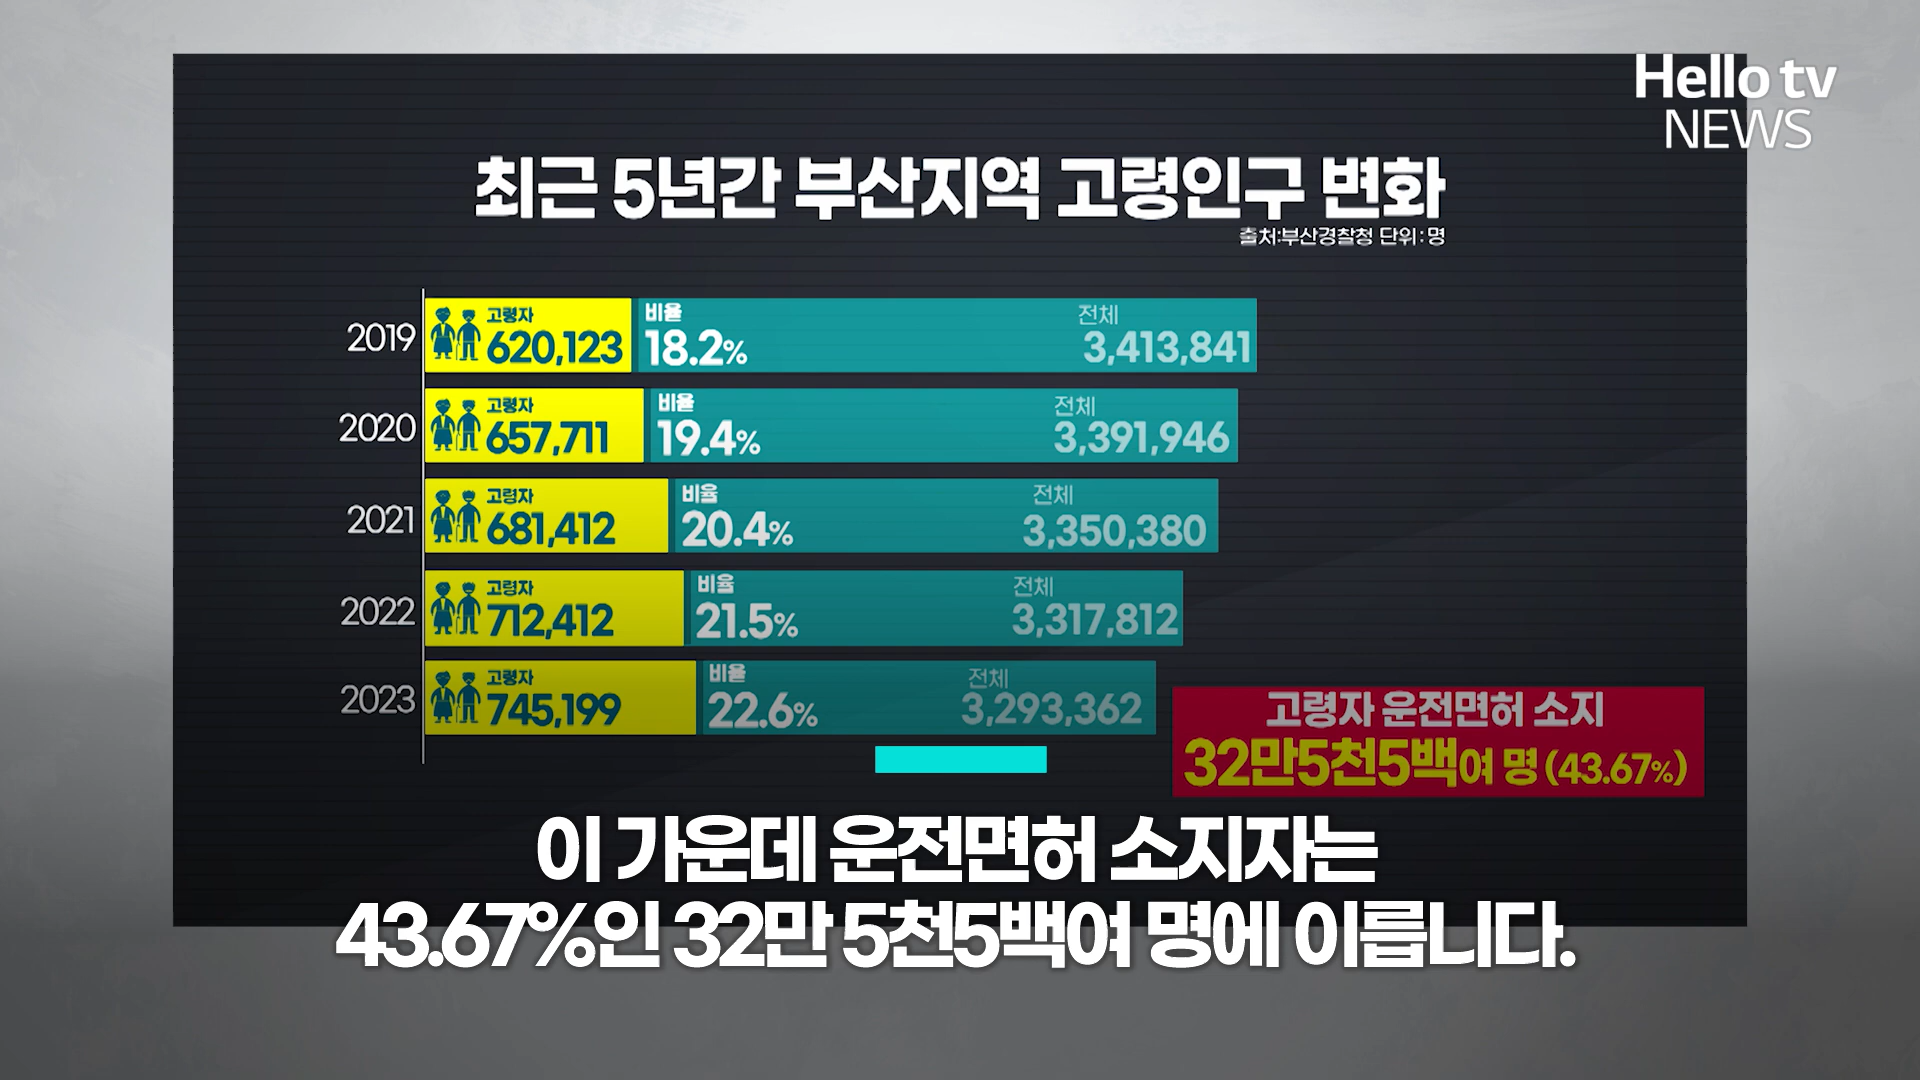 Hello tv
NEWS
최근 5년간 부산지역 고령인구 변화
출처:부산경찰청 단위:명
2019 고령자 620,123 비율 18.2% 전체 3,413,841
2020 고령자 657,711 비율 19.4% 전체 3,391,946
2021 고령자 681,412 비율 20.4% 전체 3,350,380
2022 고령자 712,412 비율 21.5% 전체 3,317,812
2023 고령자 745,199 비율 22.6% 전체 3,293,362
고령자 운전면허 소지
32만5천5백여 명 (43.67%)
이 가운데 운전면허 소지자는
43.67%인 32만 5천5백여 명에 이릅니다.